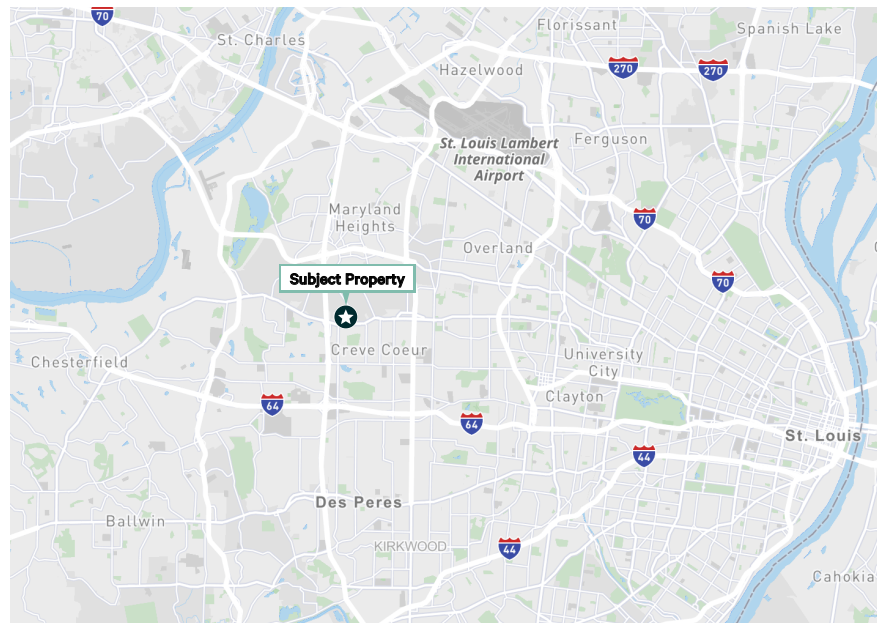 70
St. Charles
Florissant
Spanish Lake
Hazelwood
270
270
St. Louis Lambert
International
Airport
Ferguson
Maryland
Heights
70
Overland
Subject Property
70
Creve Coeur
Chesterfield
University
City
Clayton
64
64
St. Louis
44
Des Peres
Ballwin
KIRKWOOD
44
Cahokia